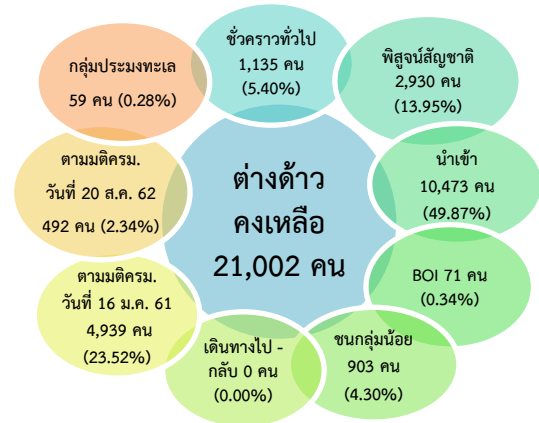 ชั่วคราวทั่วไป
1,135 คน
(5.40%)
พิสูจน์สัญชาติ
2,930 คน
(13.95%)
นำเข้า
10,473 คน
(49.87%)
BOI 71 คน
(0.34%)
ชนกลุ่มน้อย
903 คน
(4.30%)
เดินทางไป -
กลับ 0 คน
(0.00%)
ตามมติครม.
วันที่ 16 ม.ค. 61
4,939 คน
(23.52%)
ตามมติครม.
วันที่ 20 ส.ค. 62
492 คน (2.34%)
กลุ่มประมงทะเล
59 คน (0.28%)
ต่างด้าว
คงเหลือ
21,002 คน